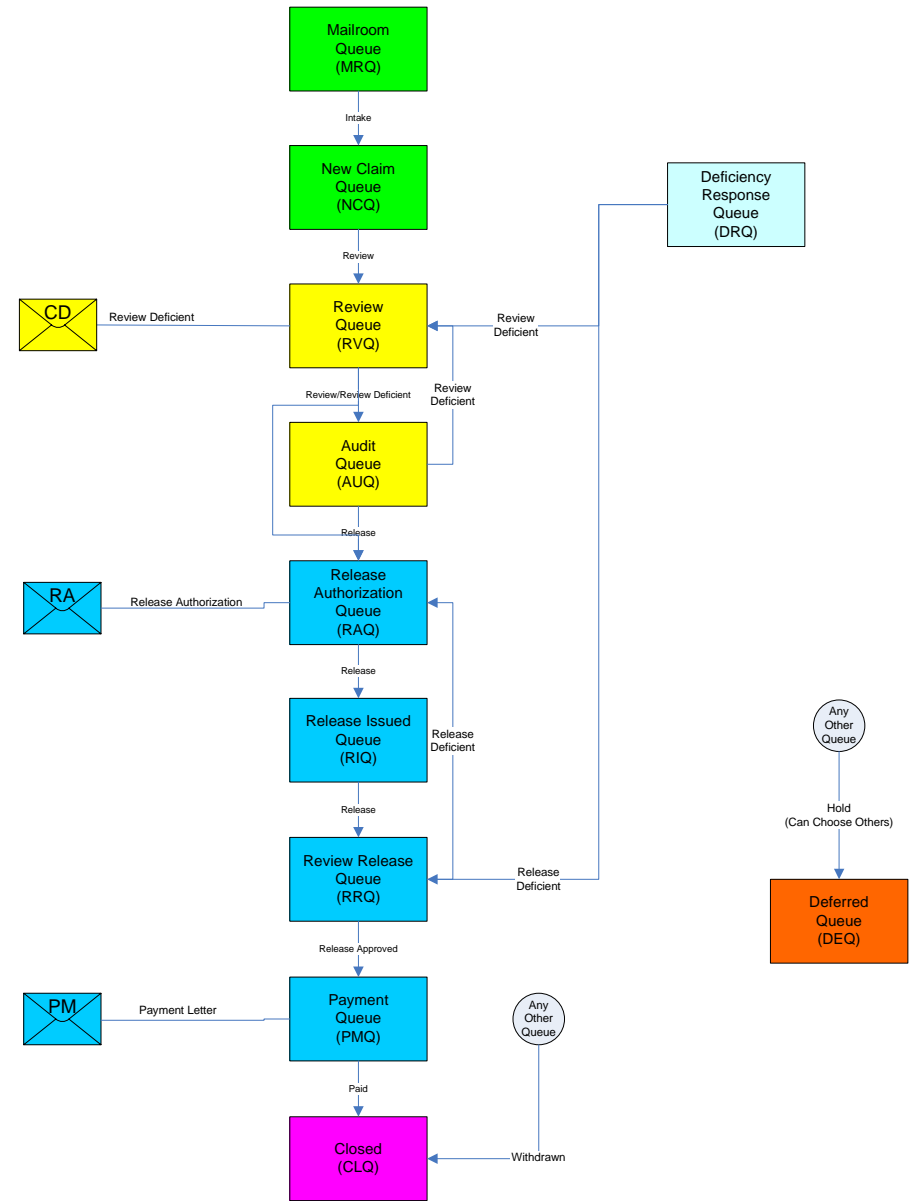 Mailroom
Queue
(MRQ)
Intake
New Claim
Queue
(NCQ)
Deficiency
Response
Queue
(DRQ)
Review
CD
Review Deficient
Review
Queue
(RVQ)
Review
Deficient
Review/Review Deficient
Review
Deficient
Audit
Queue
(AUQ)
Release
RA
Release Authorization
Release
Authorization
Queue
(RAQ)
Release
Release Issued
Queue
(RIQ)
Release
Deficient
Any
Other
Queue
Release
Hold
(Can Choose Others)
Review Release
Queue
(RRQ)
Release
Deficient
Deferred
Queue
(DEQ)
Release Approved
PM
Payment Letter
Payment
Queue
(PMQ)
Any
Other
Queue
Paid
Closed
(CLQ)
Withdrawn